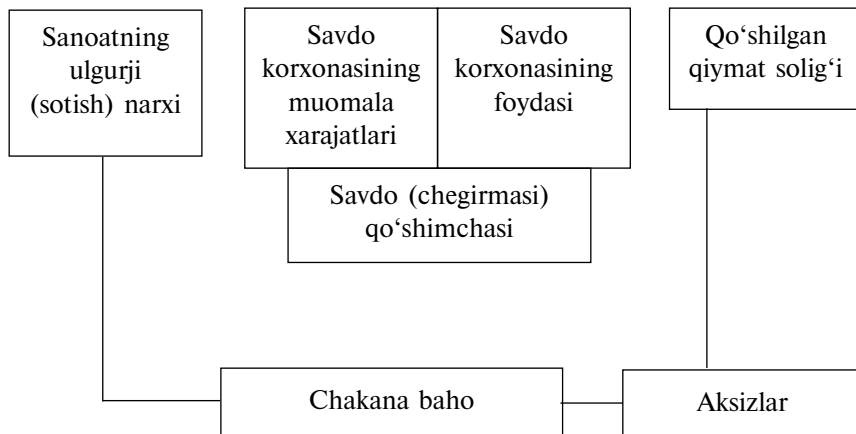 Sanoatning
ulgurji
(sotish) narxi
Savdo
korxonasining
muomala
xarajatlari
Savdo
korxonasining
foydasi
Qo‘shilgan
qiymat solig‘i
Savdo (chegirmasi)
qo‘shimchasi
Chakana baho
Aksizlar